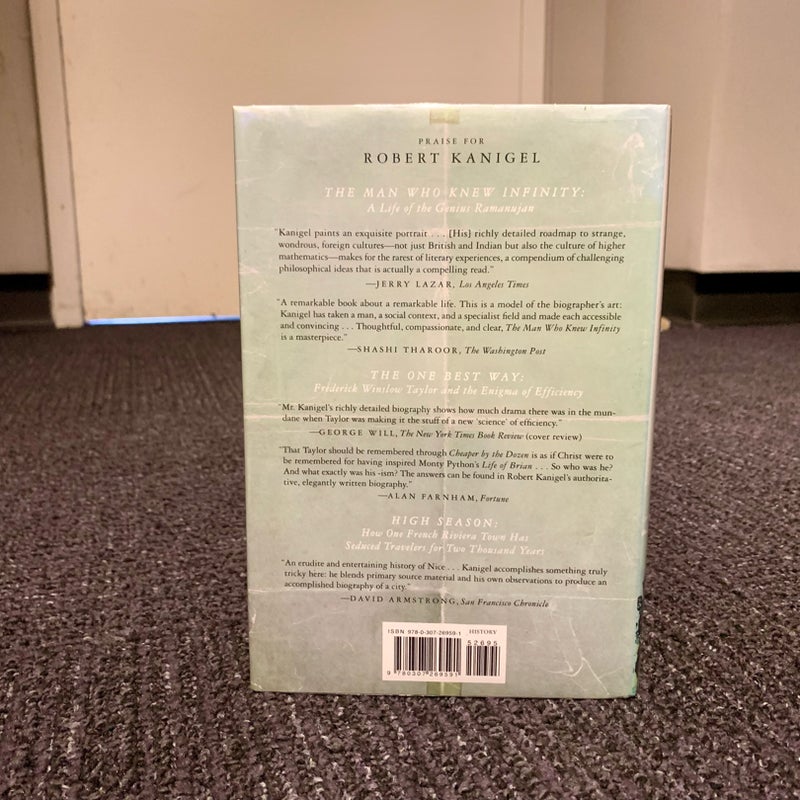 PRAISE FOR
ROBERT KANIGEL
THE MAN WHO KNEW INFINITY:
A Life of the Genius Ramanujan
"Kanigel paints an exquisite portrait . . . [His] richly detailed roadmap to strange,
wondrous, foreign cultures—not just British and Indian but also the culture of higher
mathematics—makes for the rarest of literary experiences, a compendium of challenging
philosophical ideas that is actually a compelling read."
—JERRY LAZAR, Los Angeles Times
"A remarkable book about a remarkable life. This is a model of the biographer's art:
Kanigel has taken a man, a social context, and a specialist field and made each accessible
and convincing . . . Thoughtful, compassionate, and clear, The Man Who Knew Infinity
is a masterpiece."
—SHASHI THAROOR, The Washington Post
THE ONE BEST WAY:
Frederick Winslow Taylor and the Enigma of Efficiency
"Mr. Kanigel's richly detailed biography shows how much drama there was in the mun-
dane when Taylor was making it the stuff of a new 'science' of efficiency."
—GEORGE WILL, The New York Times Book Review (cover review)
"That Taylor should be remembered through Cheaper by the Dozen is as if Christ were to
be remembered for having inspired Monty Python's Life of Brian . . . So who was he?
And what exactly was his -ism? The answers can be found in Robert Kanigel's authorita-
tive, elegantly written biography."
—ALAN FARNHAM, Fortune
HIGH SEASON:
How One French Riviera Town Has
Seduced Travelers for Two Thousand Years
"An erudite and entertaining history of Nice . . . Kanigel accomplishes something truly
tricky here: he blends primary source material and his own observations to produce an
accomplished biography of a city."
—DAVID ARMSTRONG, San Francisco Chronicle
ISBN 978-0-307-26959-1 HISTORY
52695
9 780307 269591